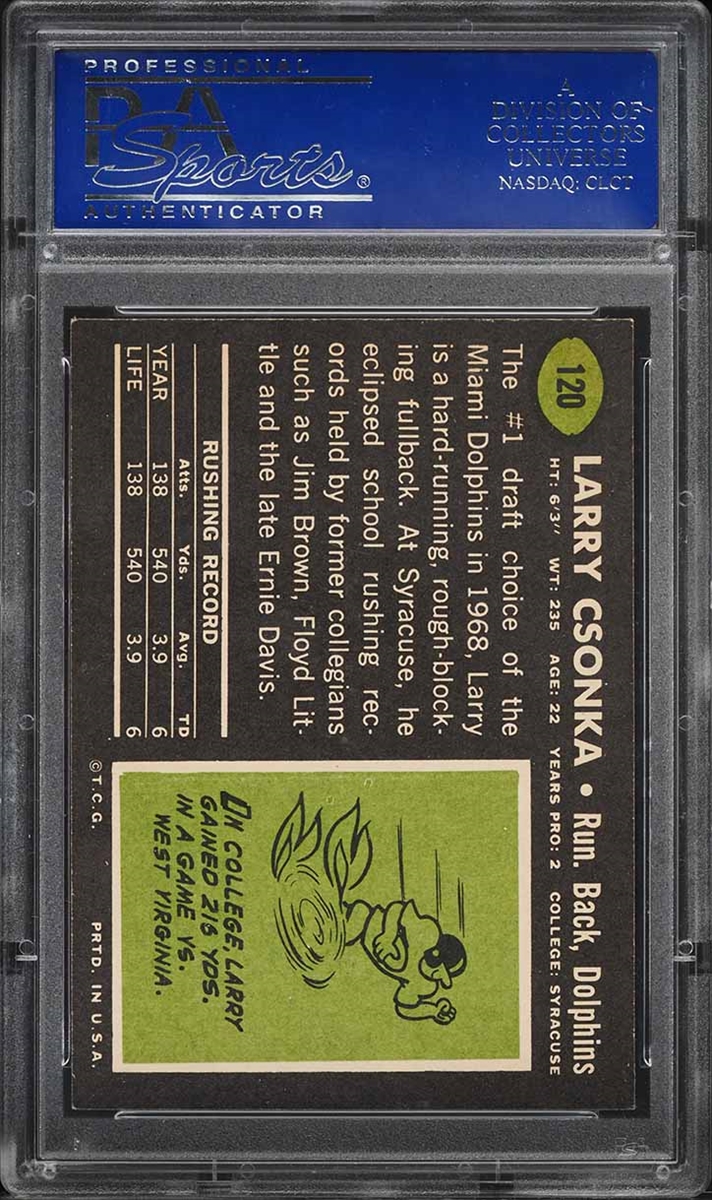 PROFESSIONAL
PSA
Sports®
AUTHENTICATOR
A
DIVISION OF
COLLECTORS
UNIVERSE
NASDAQ: CLCT
120
LARRY CSONKA • Run. Back, Dolphins
HT: 6'3" WT: 235 AGE: 22 YEARS PRO: 2 COLLEGE: SYRACUSE
The #1 draft choice of the
Miami Dolphins in 1968, Larry
is a hard-running, rough-block-
ing fullback. At Syracuse, he
eclipsed school rushing rec-
ords held by former collegians
such as Jim Brown, Floyd Lit-
tle and the late Ernie Davis.
RUSHING RECORD
Atts. Yds. Avg. TD
YEAR 138 540 3.9 6
LIFE 138 540 3.9 6
IN COLLEGE, LARRY
GAINED 216 YDS.
IN A GAME VS.
WEST VIRGINIA.
©T.C.G. PRTD. IN U.S.A.